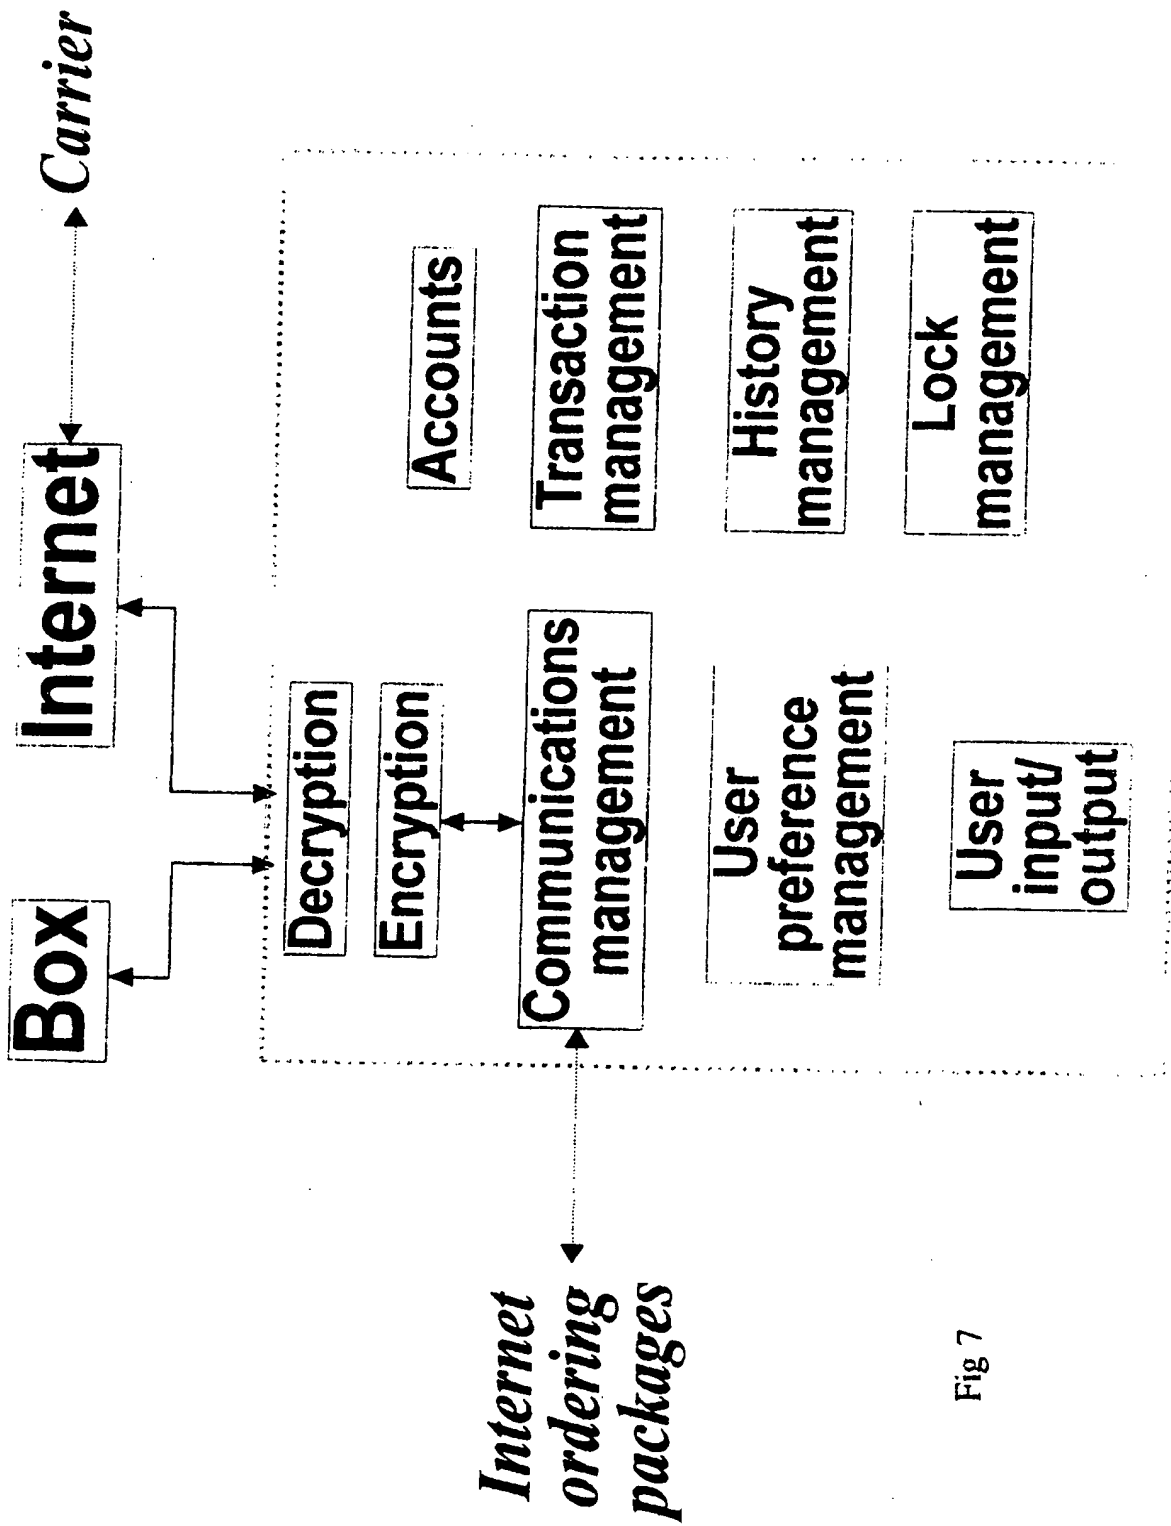 Box
Internet
Carrier
Decryption
Encryption
Communications
management
User
preference
management
User
input/
output
Accounts
Transaction
management
History
management
Lock
management
Internet
ordering
packages
Fig 7